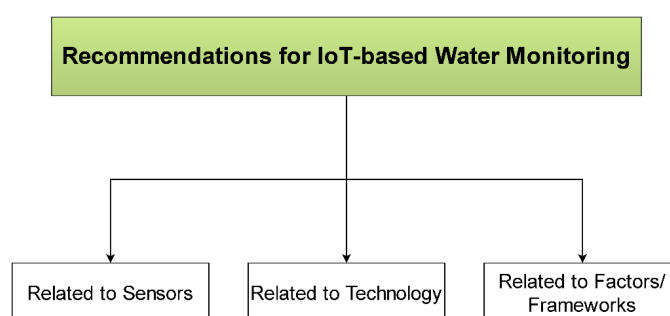 Recommendations for IoT-based Water Monitoring
Related to Sensors
Related to Technology
Related to Factors/
Frameworks